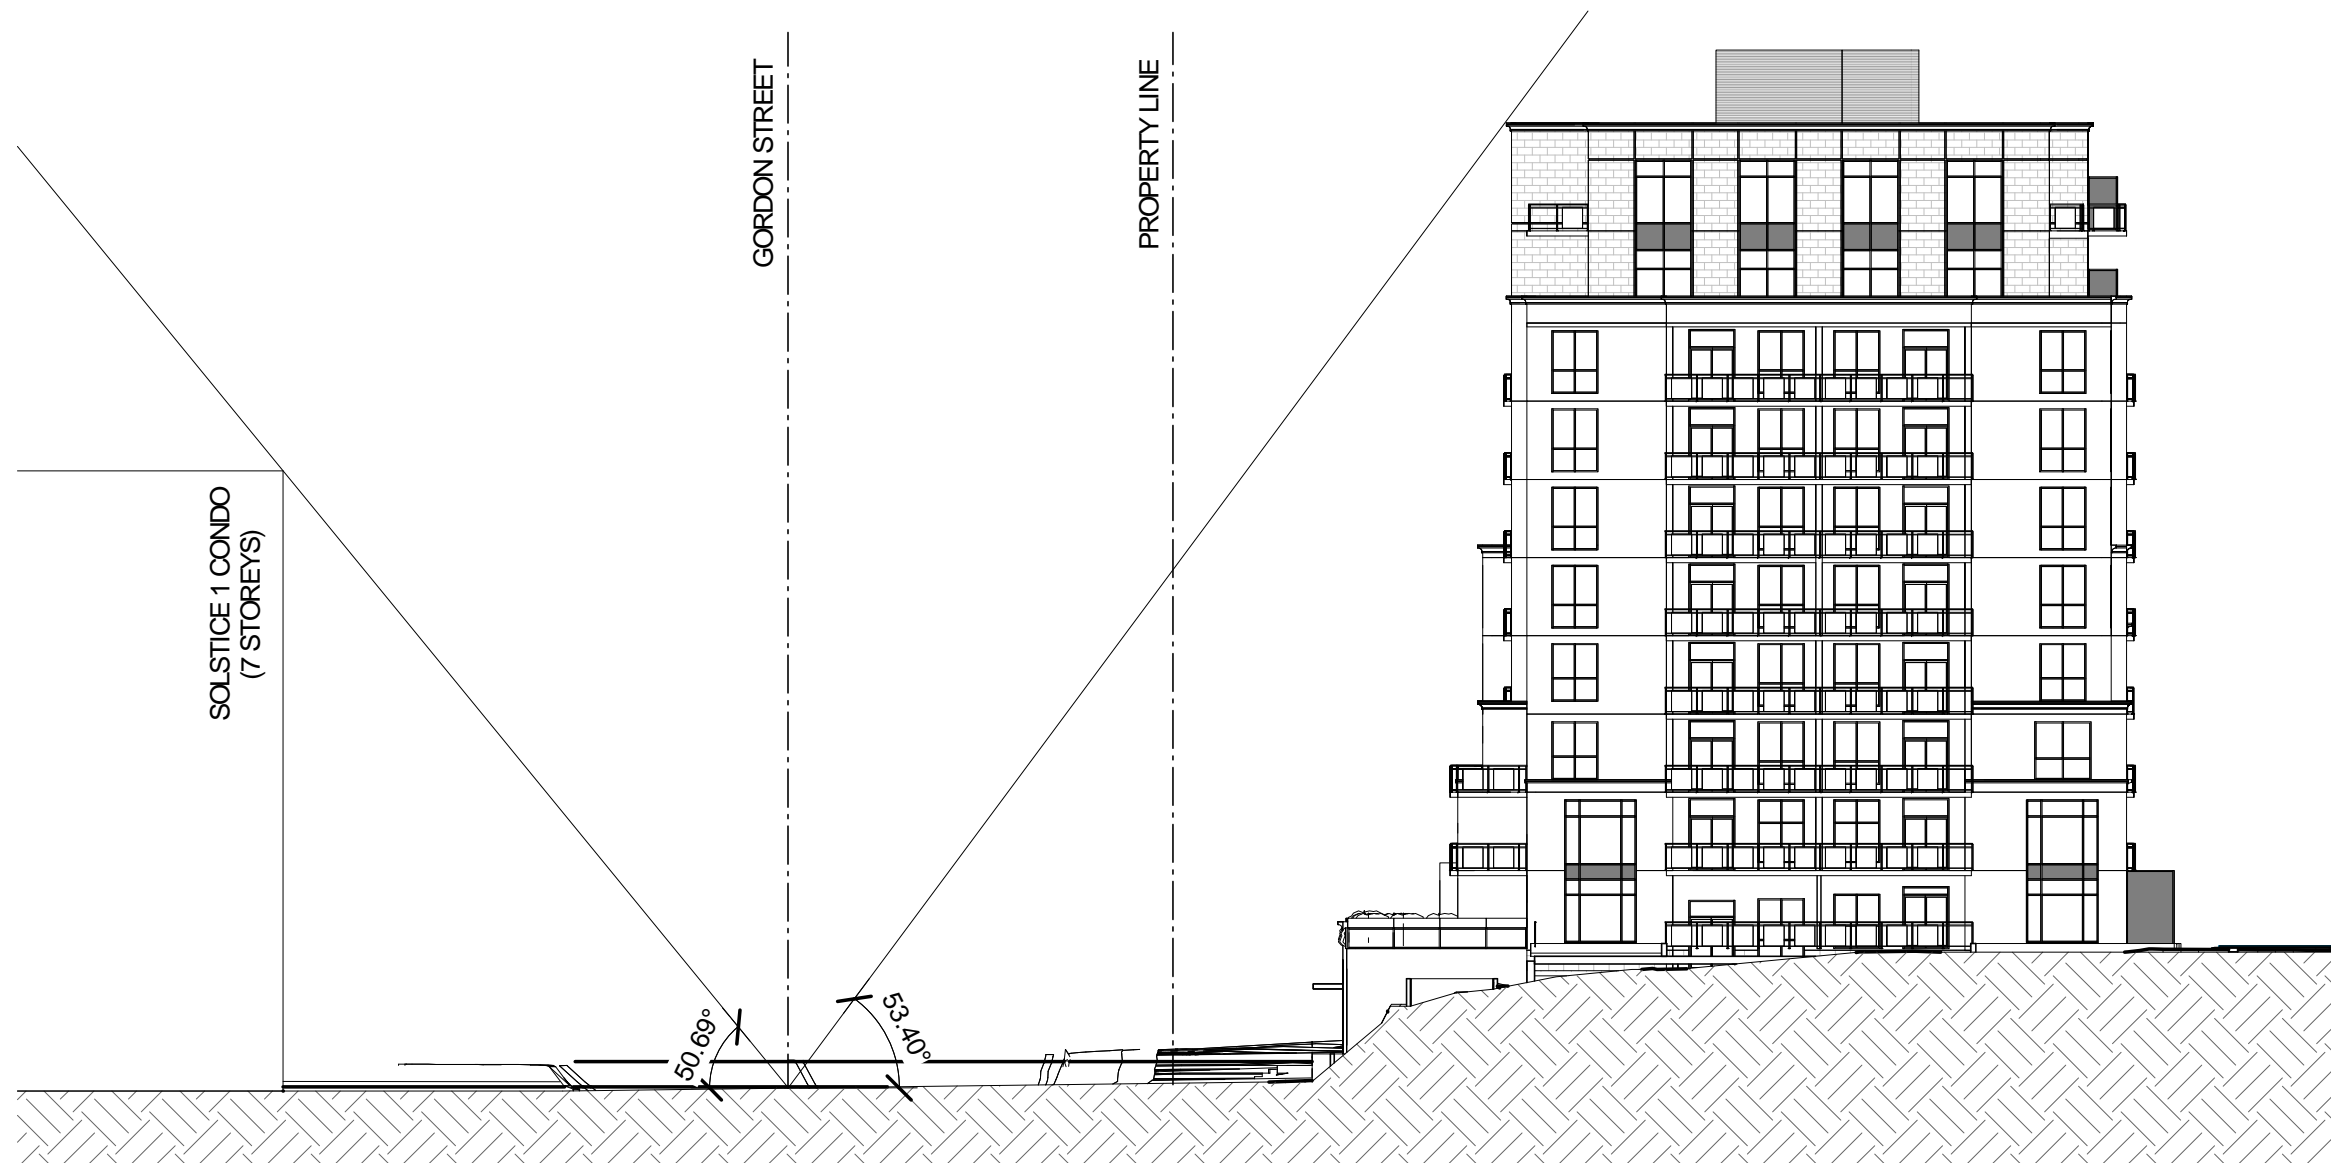 GORDON STREET
PROPERTY LINE
SOLSTICE 1 CONDO
(7 STOREYS)
50.69°
53.40°